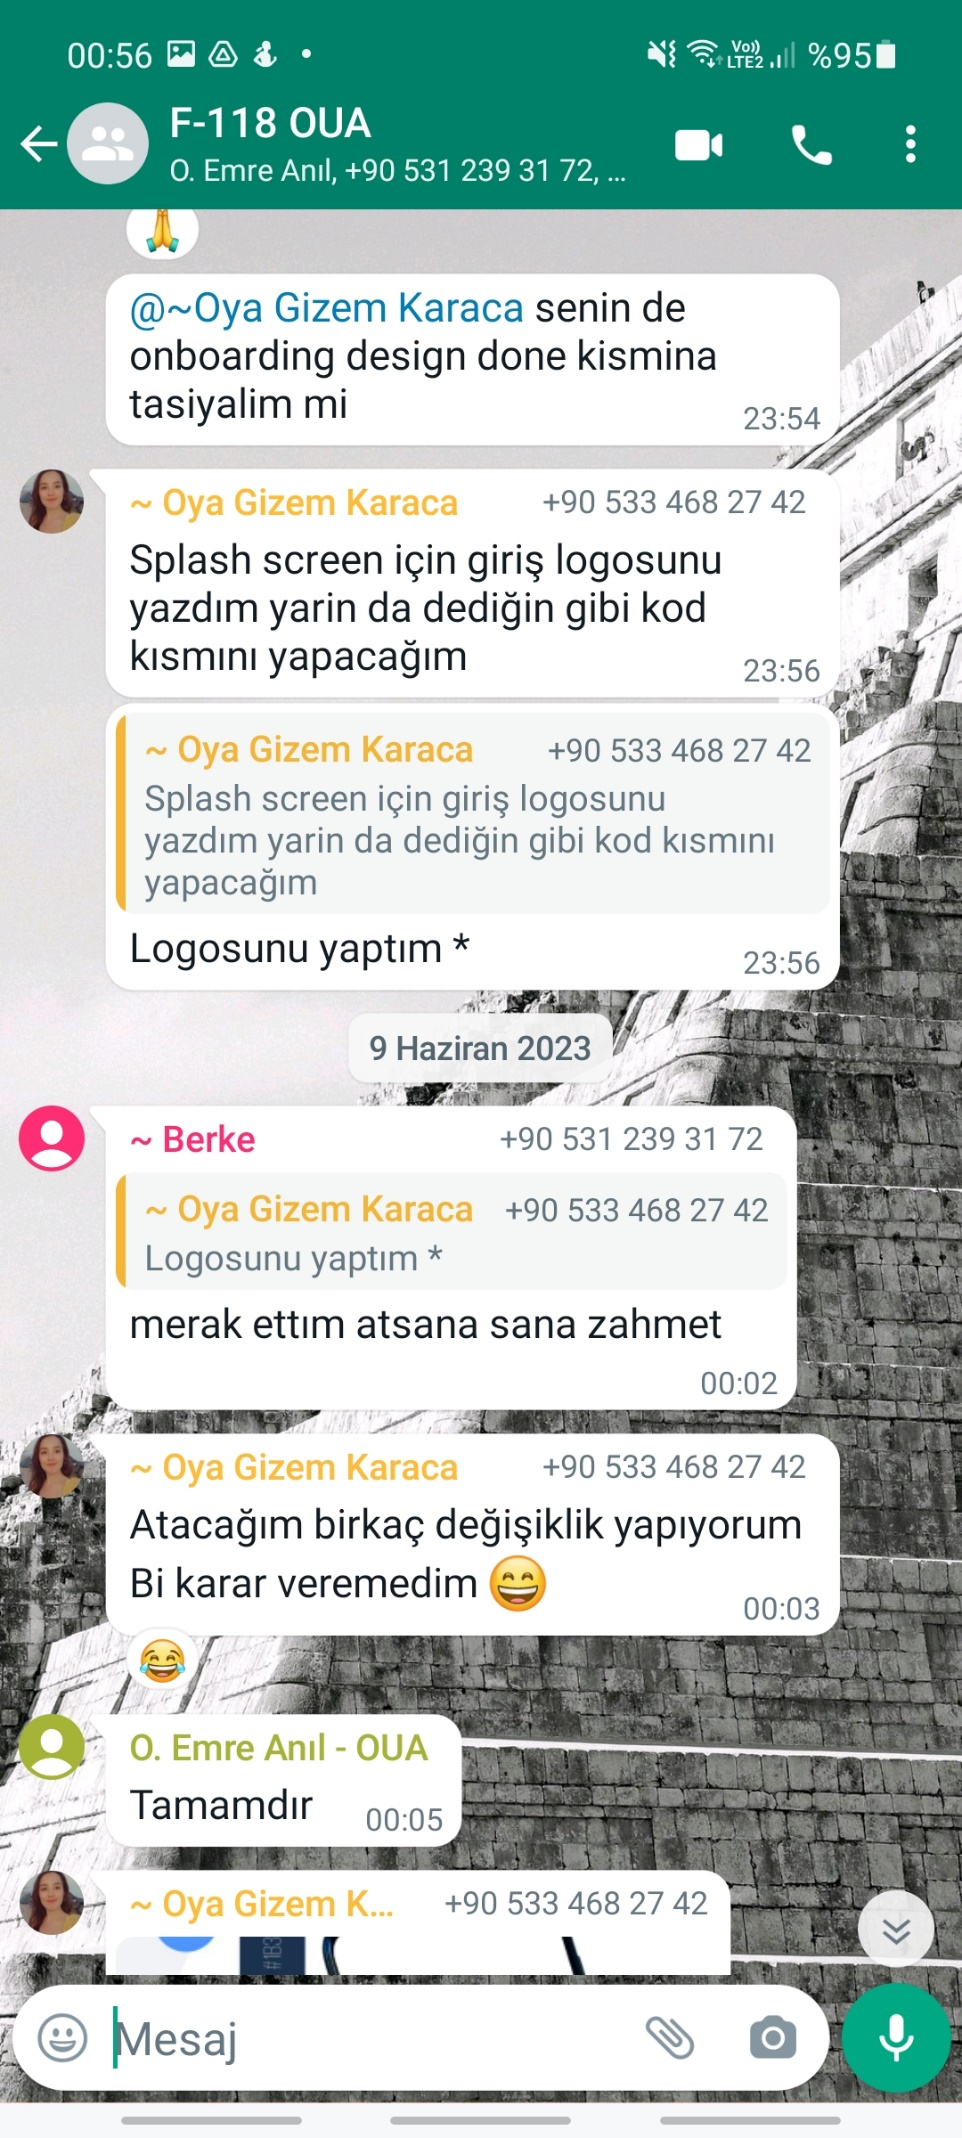 00:56
Vo)) LTE2
%95
F-118 OUA
O. Emre Anıl, +90 531 239 31 72, ...
@~Oya Gizem Karaca senin de
onboarding design done kismina
tasiyalim mi
23:54
~ Oya Gizem Karaca +90 533 468 27 42
Splash screen için giriş logosunu
yazdım yarin da dediğin gibi kod
kısmını yapacağım
23:56
~ Oya Gizem Karaca +90 533 468 27 42
Splash screen için giriş logosunu
yazdım yarin da dediğin gibi kod kısmını
yapacağım
Logosunu yaptım *
23:56
9 Haziran 2023
~ Berke +90 531 239 31 72
~ Oya Gizem Karaca +90 533 468 27 42
Logosunu yaptım *
merak ettım atsana sana zahmet
00:02
~ Oya Gizem Karaca +90 533 468 27 42
Atacağım birkaç değişiklik yapıyorum
Bi karar veremedim 😄
00:03
O. Emre Anıl - OUA
Tamamdır
00:05
~ Oya Gizem K... +90 533 468 27 42
Mesaj